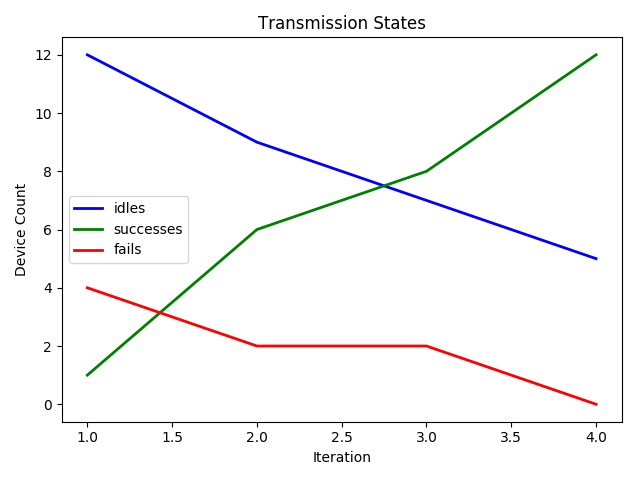 Transmission States
Device Count
12
10
8
6
4
2
0
idles
successes
fails
1.0 1.5 2.0 2.5 3.0 3.5 4.0
Iteration